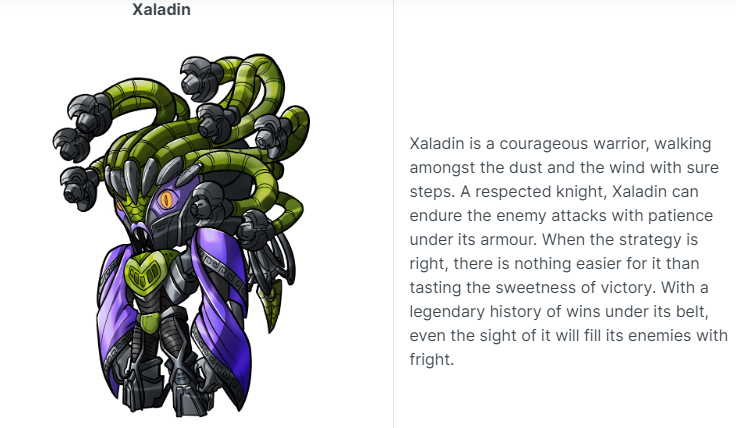 Xaladin
Xaladin is a courageous warrior, walking
amongst the dust and the wind with sure
steps. A respected knight, Xaladin can
endure the enemy attacks with patience
under its armour. When the strategy is
right, there is nothing easier for it than
tasting the sweetness of victory. With a
legendary history of wins under its belt,
even the sight of it will fill its enemies with
fright.